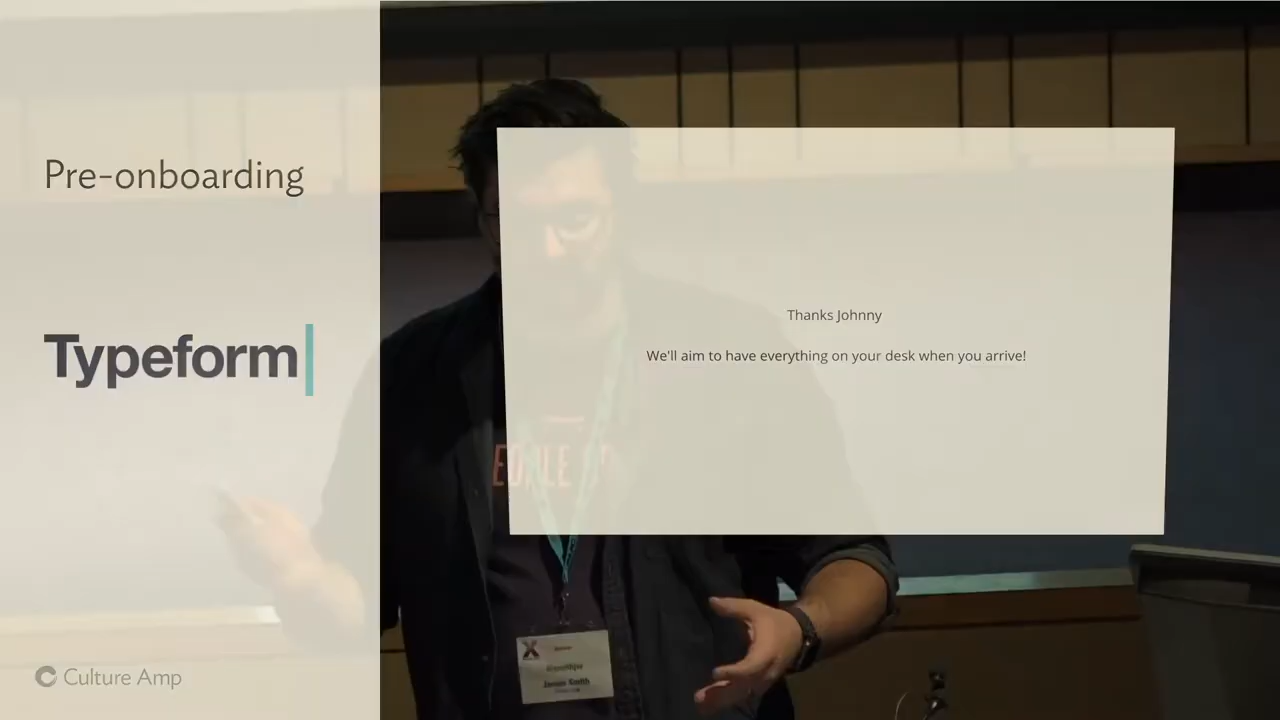 Pre-onboarding
Typeform
Thanks Johnny
We'll aim to have everything on your desk when you arrive!
Culture Amp